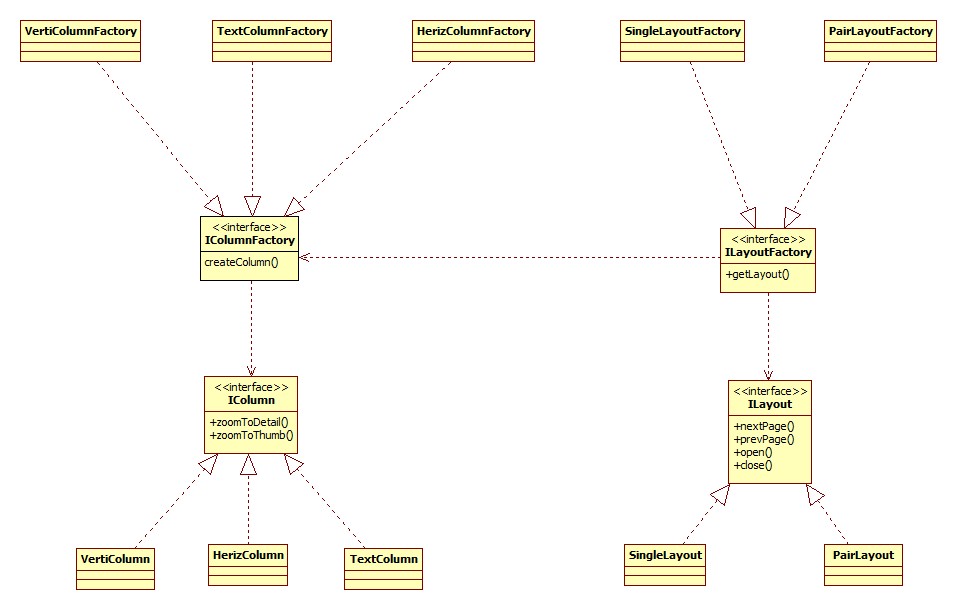 VertiColumnFactory
TextColumnFactory
HerizColumnFactory
SingleLayoutFactory
PairLayoutFactory
<<interface>>
IColumnFactory
createColumn()
<<interface>>
ILayoutFactory
+getLayout()
<<interface>>
IColumn
+zoomToDetail()
+zoomToThumb()
<<interface>>
ILayout
+nextPage()
+prevPage()
+open()
+close()
VertiColumn
HerizColumn
TextColumn
SingleLayout
PairLayout